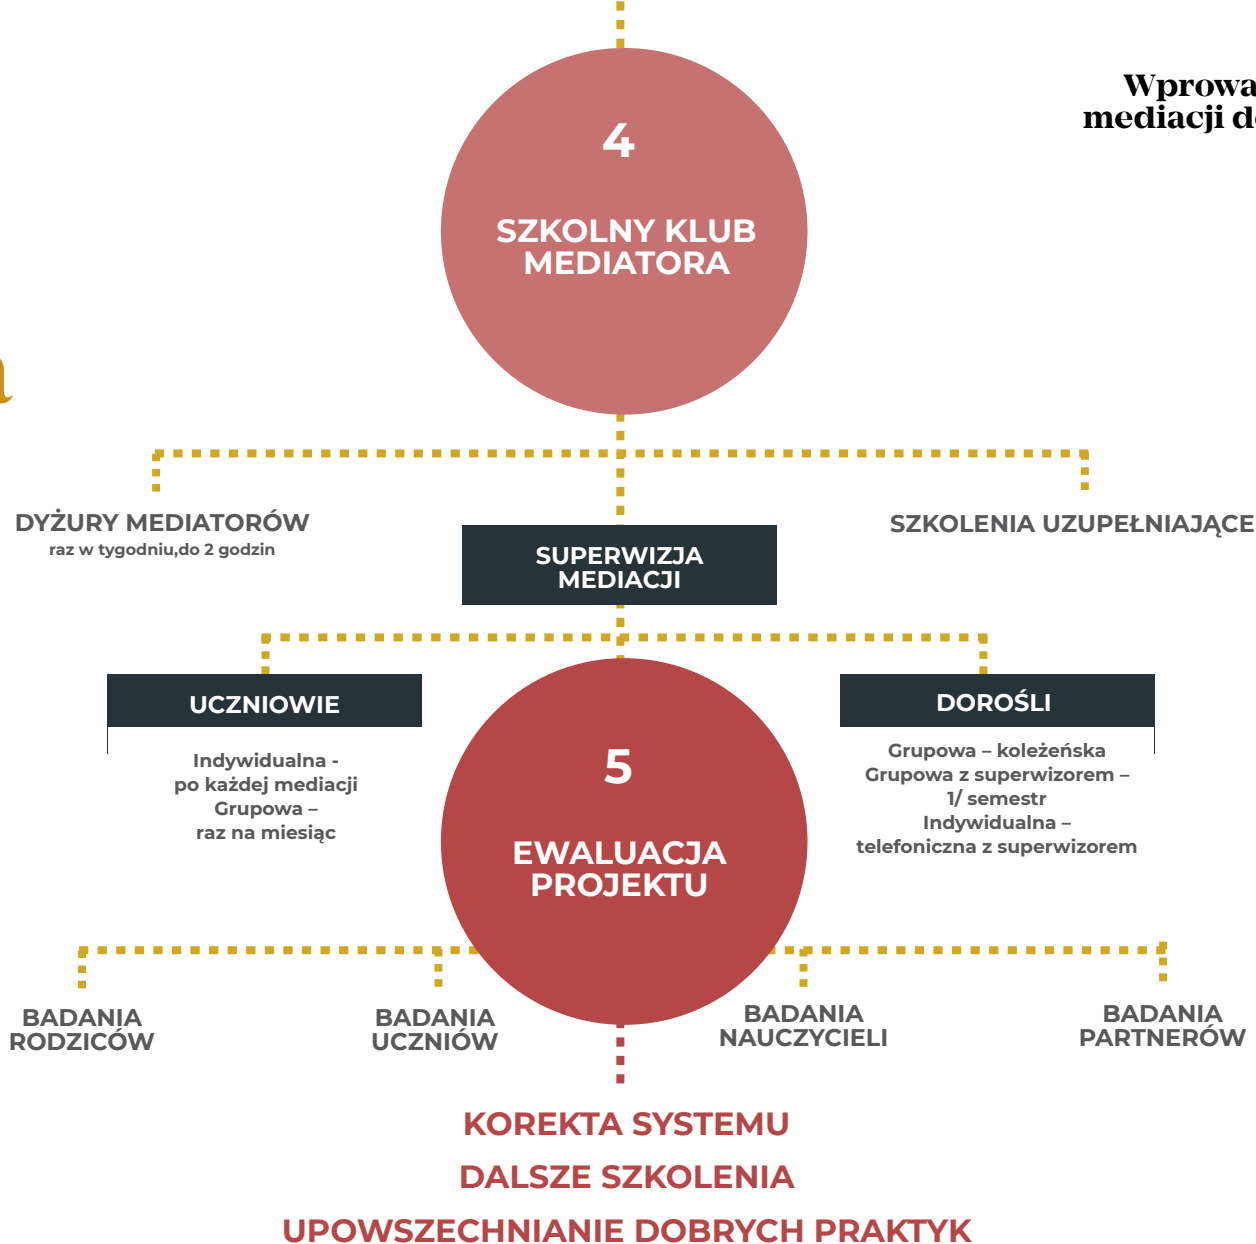 Wprowa
mediacji d
4
SZKOLNY KLUB
MEDIATORA
a
DYŻURY MEDIATORÓW
raz w tygodniu,do 2 godzin
SUPERWIZJA
MEDIACJI
SZKOLENIA UZUPEŁNIAJĄCE
UCZNIOWIE
Indywidualna -
po każdej mediacji
Grupowa –
raz na miesiąc
DOROŚLI
Grupowa – koleżeńska
Grupowa z superwizorem –
1/ semestr
Indywidualna –
telefoniczna z superwizorem
5
EWALUACJA
PROJEKTU
BADANIA
RODZICÓW
BADANIA
UCZNIÓW
BADANIA
NAUCZYCIELI
BADANIA
PARTNERÓW
KOREKTA SYSTEMU
DALSZE SZKOLENIA
UPOWSZECHNIANIE DOBRYCH PRAKTYK